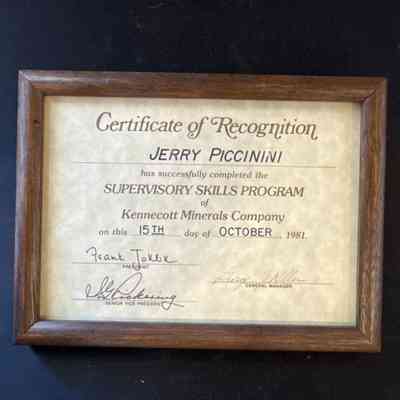 Certificate of Recognition
JERRY PICCININI
has successfully completed the
SUPERVISORY SKILLS PROGRAM
of
Kennecott Minerals Company
on this 15TH day of OCTOBER 1981.
Frank Joklik
PRESIDENT
GENERAL MANAGER
Pickering
SENIOR VICE PRESIDENT